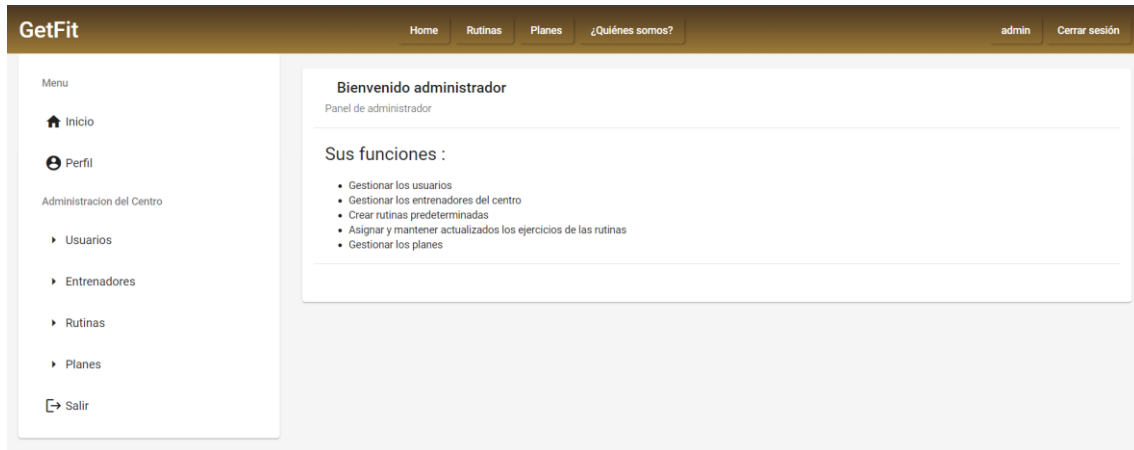 GetFit
Home Rutinas Planes ¿Quiénes somos?
admin Cerrar sesión
Menu
Inicio
Perfil
Administracion del Centro
Usuarios
Entrenadores
Rutinas
Planes
Salir
Bienvenido administrador
Panel de administrador
Sus funciones :
Gestionar los usuarios
Gestionar los entrenadores del centro
Crear rutinas predeterminadas
Asignar y mantener actualizados los ejercicios de las rutinas
Gestionar los planes